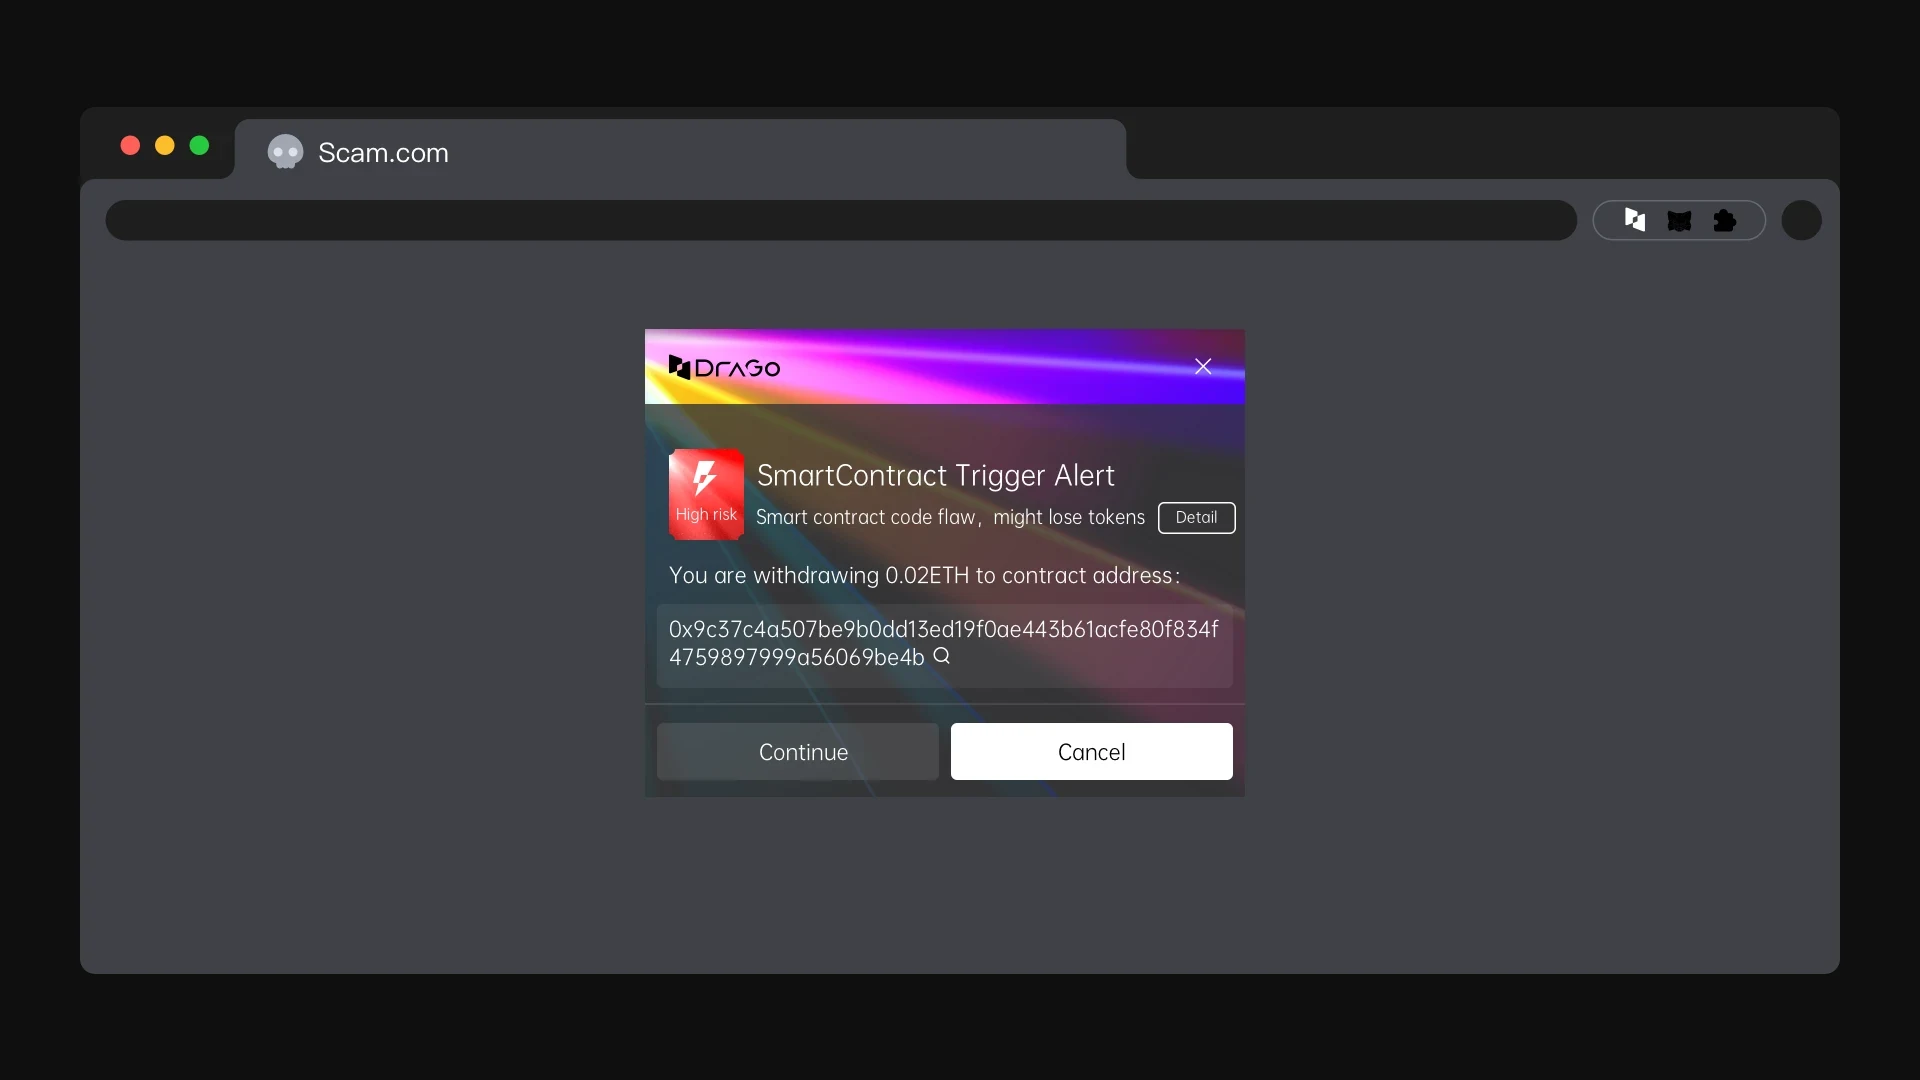 Scam.com
DRAGO
SmartContract Trigger Alert
High risk
Smart contract code flaw, might lose tokens
Detail
You are withdrawing 0.02ETH to contract address:
0x9c37c4a507be9b0dd13ed19f0ae443b61acfe80f834f
4759897999a56069be4b
Continue
Cancel